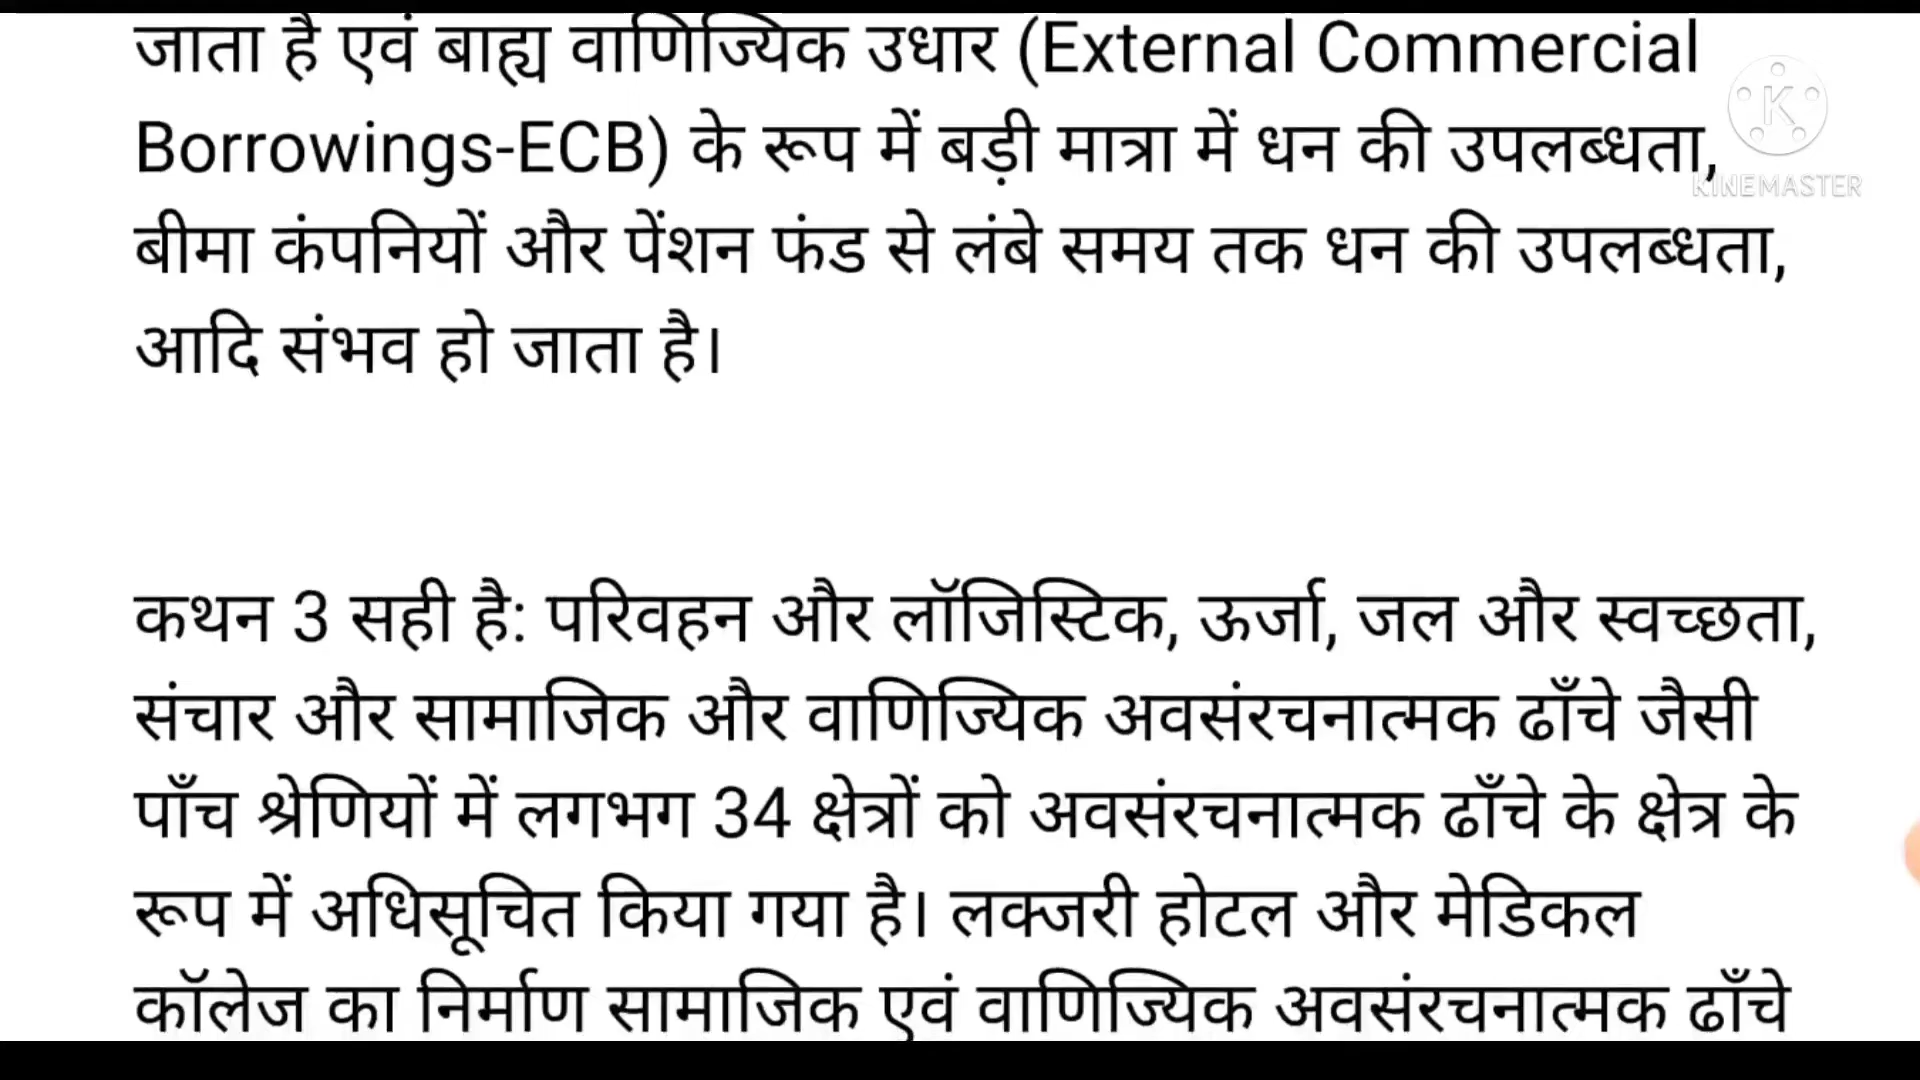 जाता है एवं बाह्य वाणिज्यिक उधार (External Commercial
Borrowings-ECB) के रूप में बड़ी मात्रा में धन की उपलब्धता,
K
KINEMASTER
बीमा कंपनियों और पेंशन फंड से लंबे समय तक धन की उपलब्धता,
आदि संभव हो जाता है।
कथन 3 सही है: परिवहन और लॉजिस्टिक, ऊर्जा, जल और स्वच्छता,
संचार और सामाजिक और वाणिज्यिक अवसंरचनात्मक ढाँचे जैसी
पाँच श्रेणियों में लगभग 34 क्षेत्रों को अवसंरचनात्मक ढाँचे के क्षेत्र के
रूप में अधिसूचित किया गया है। लक्जरी होटल और मेडिकल
कॉलेज का निर्माण सामाजिक एवं वाणिज्यिक अवसंरचनात्मक ढाँचे